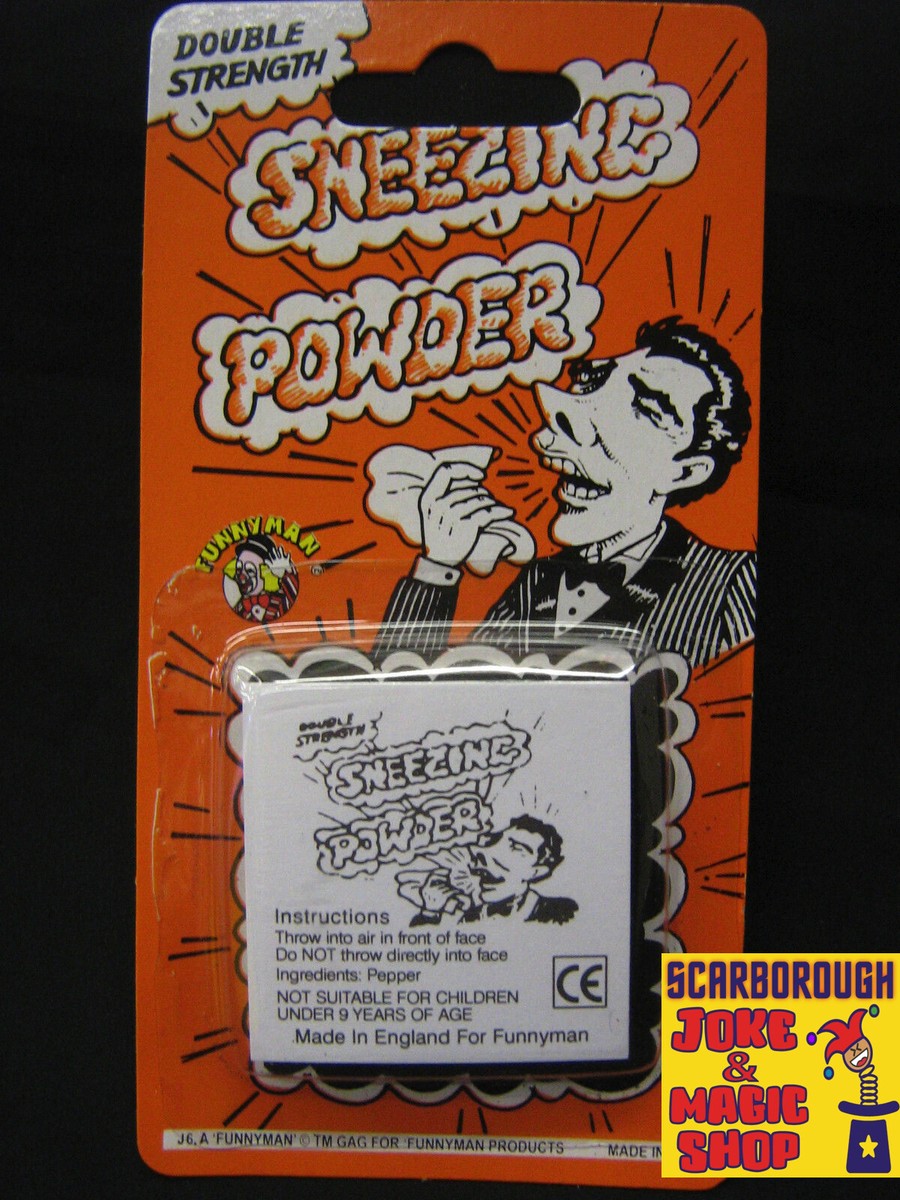 DOUBLE
STRENGTH
SNEEZING
POWDER
FUNNYMAN
DOUBLE
STRENGTH
SNEEZING
POWDER
Instructions
Throw into air in front of face
Do NOT throw directly into face
Ingredients: Pepper
CE
NOT SUITABLE FOR CHILDREN
UNDER 9 YEARS OF AGE
Made In England For Funnyman
J6, A 'FUNNYMAN' © TM GAG FOR 'FUNNYMAN PRODUCTS MADE IN
SCARBOROUGH
JOKE
&
MAGIC
SHOP